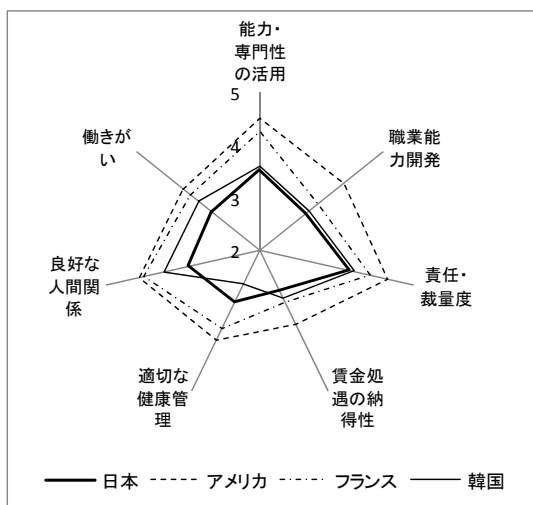 能力・
専門性
の活用
5
働きが
い
職業能
力開発
4
3
良好な
人間関
係
2
責任・
裁量度
適切な
健康管
理
賃金処
遇の納
得性
日本
アメリカ
フランス
韓国